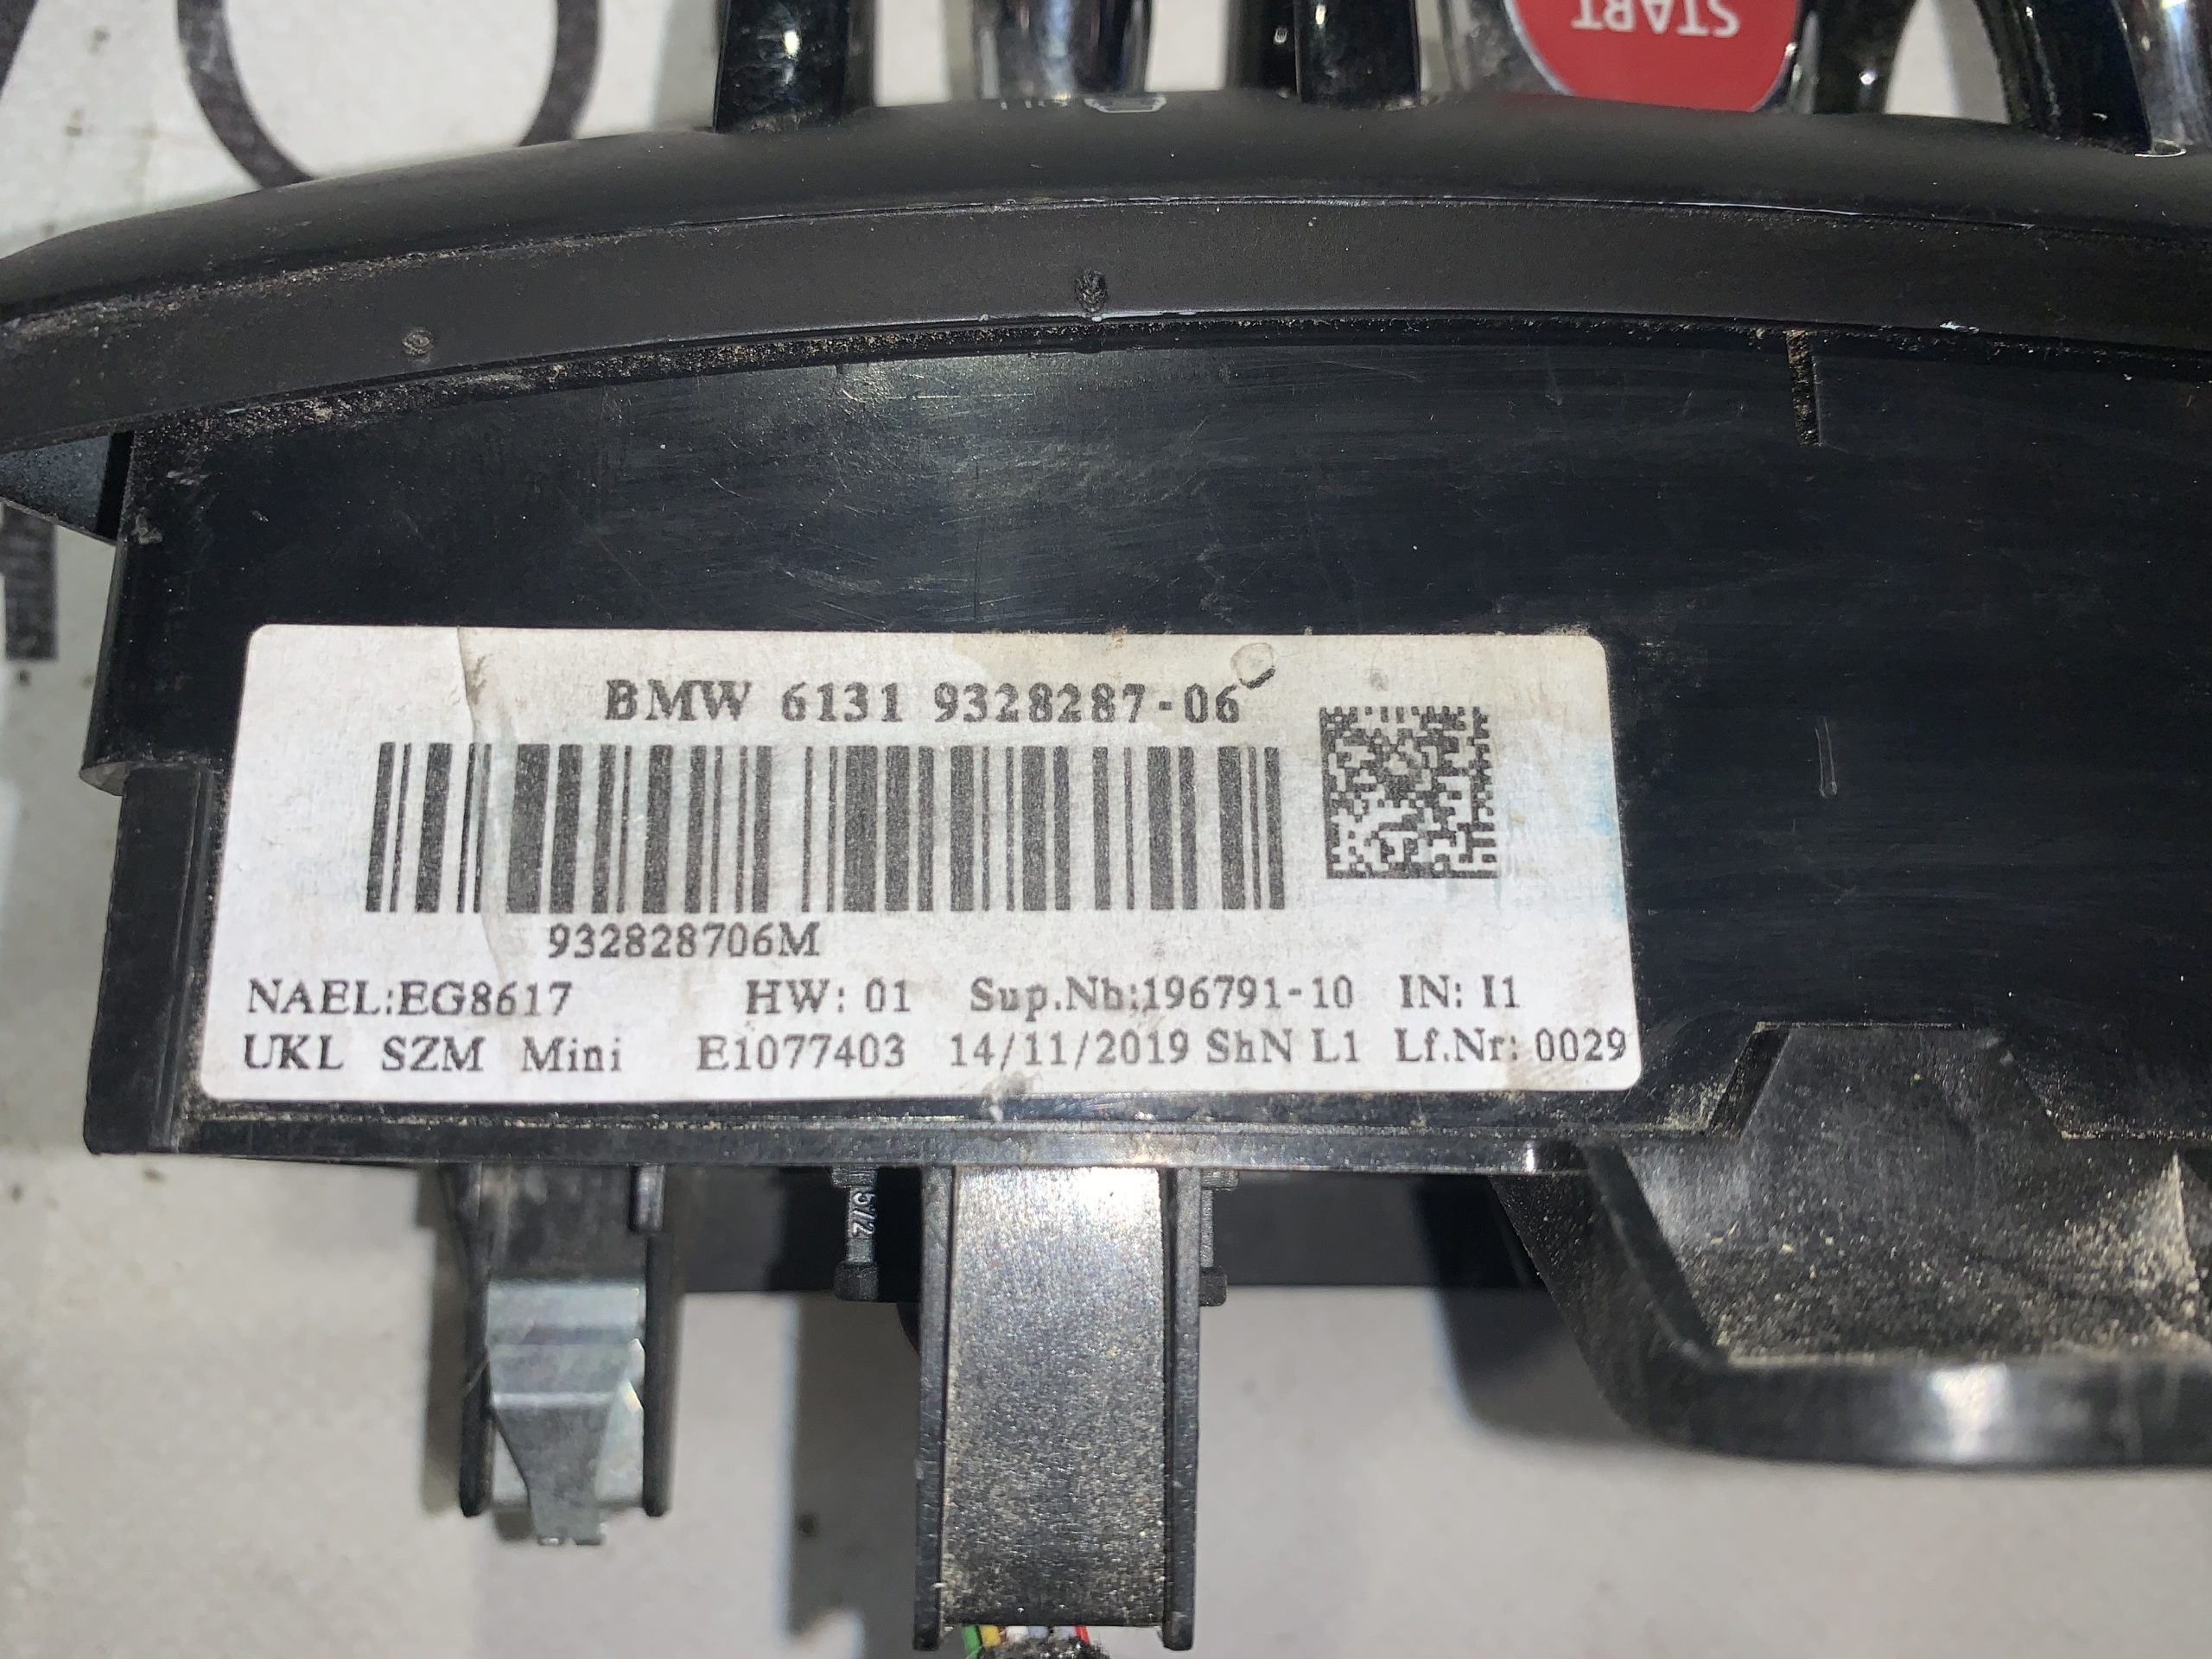 START
BMW 6131 9328287-06
932828706M
NAEL:EG8617 HW: 01 Sup.Nb:196791-10 IN: I1
UKL SZM Mini E1077403 14/11/2019 ShN L1 Lf.Nr: 0029